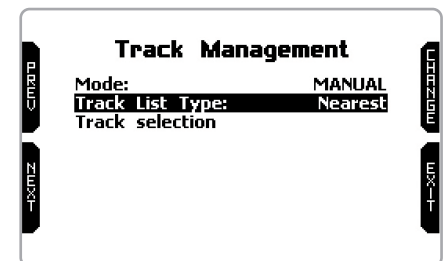 Track Management
PREV
CHANGE
Mode: MANUAL
Track List Type: Nearest
Track selection
NEXT
EXIT